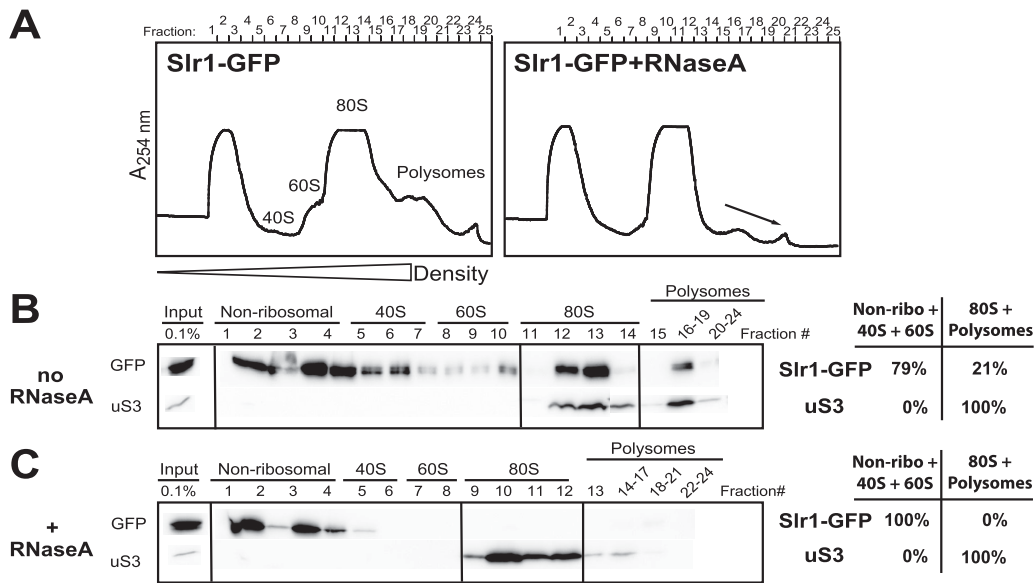 A
Fraction:
2 4 6 8 10 12 14 16 18 20 22 24
1 3 5 7 9 11 13 15 17 19 21 23 25
Slr1-GFP
A254 nm
40S
60S
80S
Polysomes
Density
2 4 6 8 10 12 14 16 18 20 22 24
1 3 5 7 9 11 13 15 17 19 21 23 25
Slr1-GFP+RNaseA
B
no
RNaseA
Polysomes
Input Non-ribosomal 40S 60S 80S
0.1% 1 2 3 4 5 6 7 8 9 10 11 12 13 14 15 16-19 20-24 Fraction #
GFP
uS3
Non-ribo + 80S +
40S + 60S Polysomes
Slr1-GFP 79% 21%
uS3 0% 100%
C
+
RNaseA
Polysomes
Input Non-ribosomal 40S 60S 80S
0.1% 1 2 3 4 5 6 7 8 9 10 11 12 13 14-17 18-21 22-24 Fraction#
GFP
uS3
Non-ribo + 80S +
40S + 60S Polysomes
Slr1-GFP 100% 0%
uS3 0% 100%